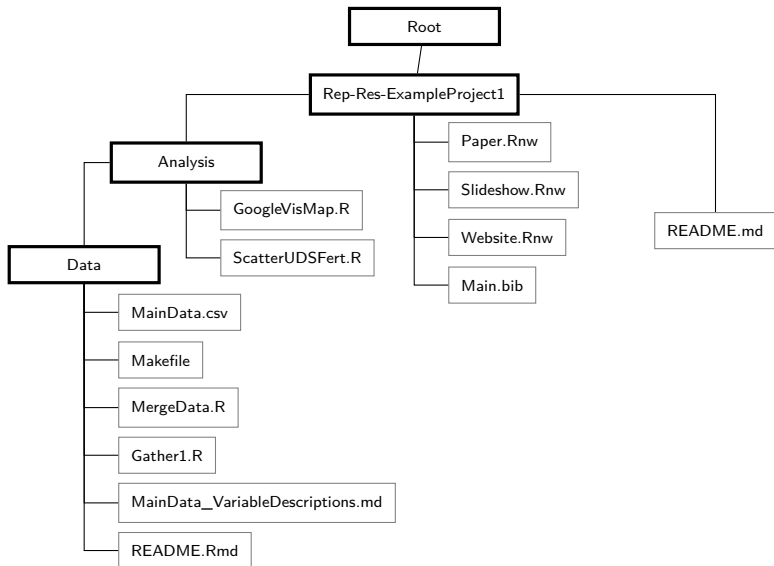 Root
Rep-Res-ExampleProject1
Paper.Rnw
Analysis
Slideshow.Rnw
GoogleVisMap.R
Website.Rnw
README.md
ScatterUDSFert.R
Data
Main.bib
MainData.csv
Makefile
MergeData.R
Gather1.R
MainData_VariableDescriptions.md
README.Rmd